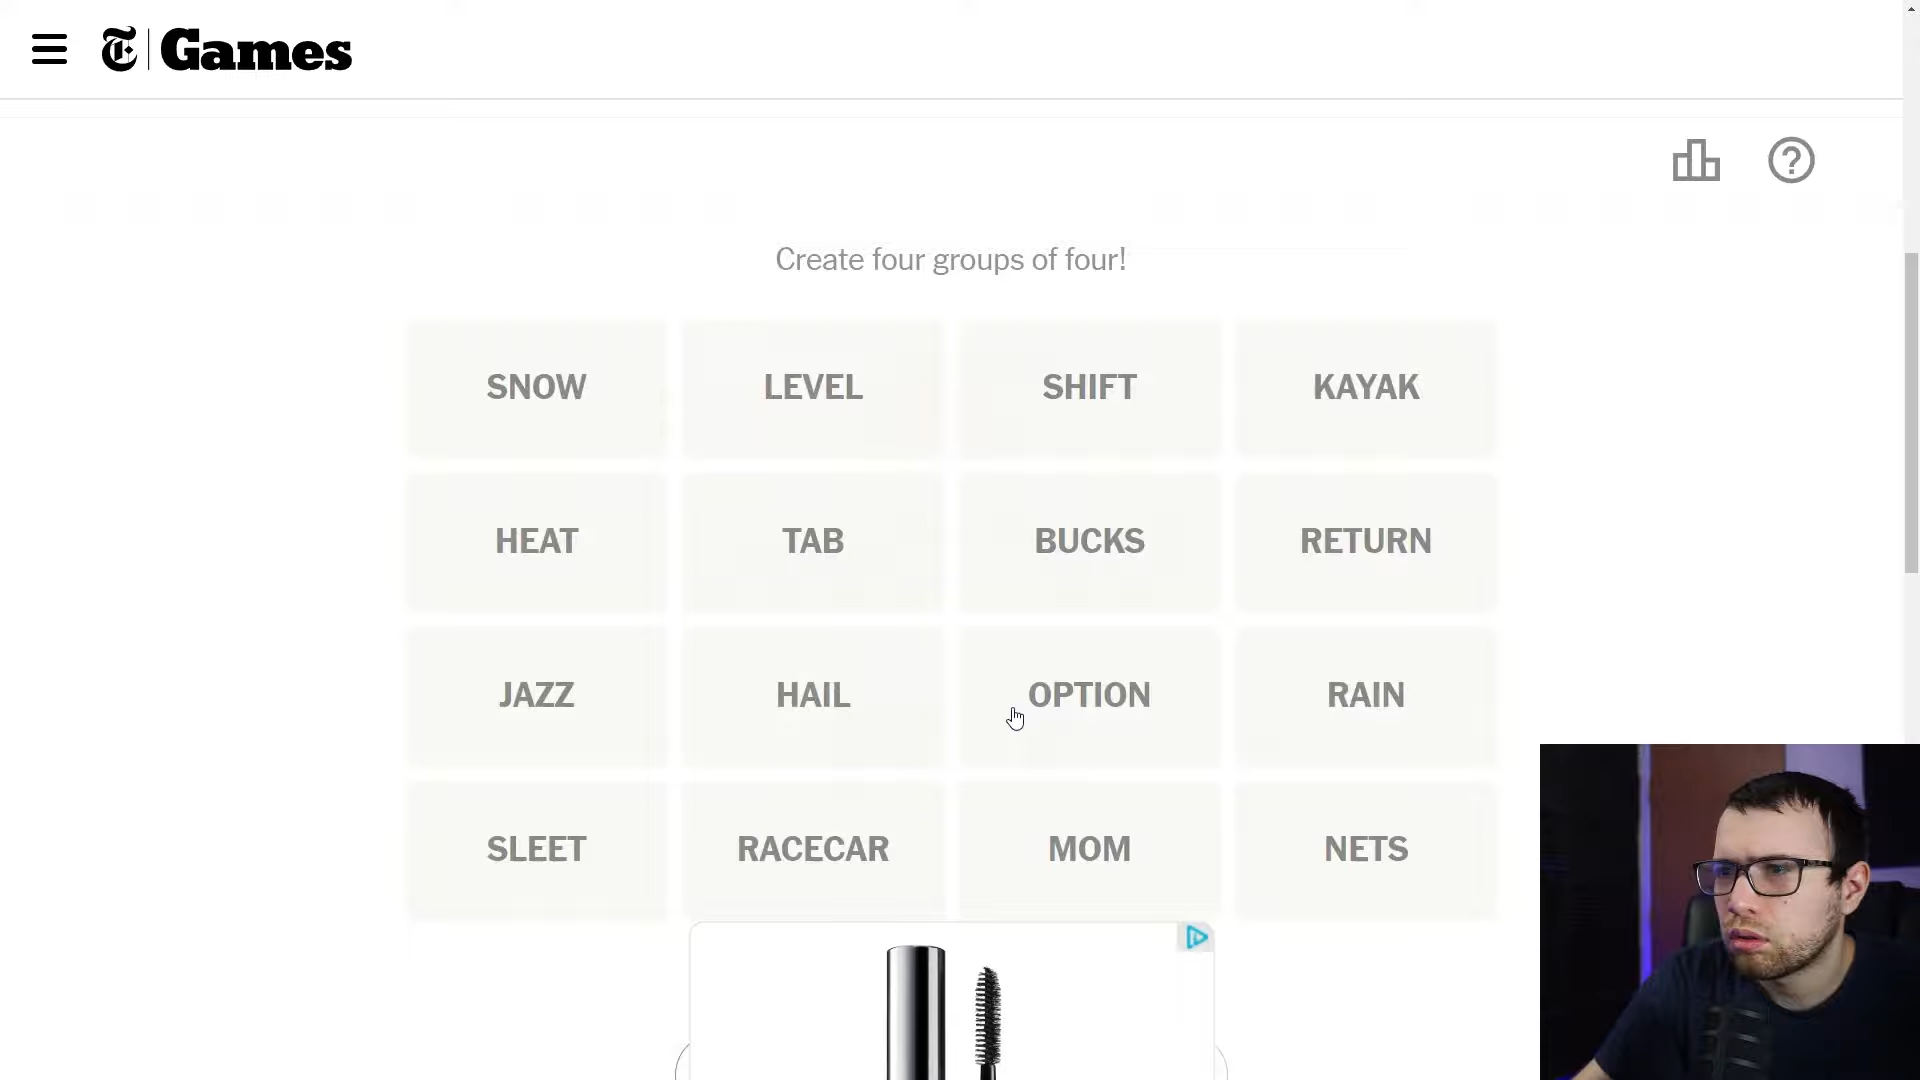 T Games
Create four groups of four!
SNOW LEVEL SHIFT KAYAK
HEAT TAB BUCKS RETURN
JAZZ HAIL OPTION RAIN
SLEET RACECAR MOM NETS